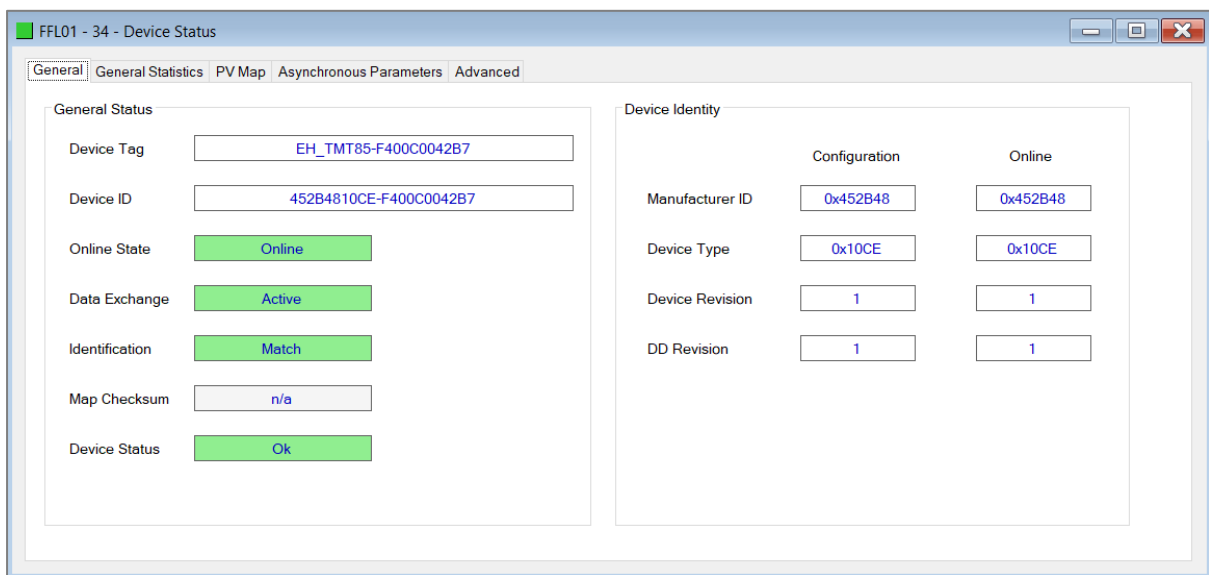 FFL01 - 34 - Device Status
General General Statistics PV Map Asynchronous Parameters Advanced
General Status
Device Tag EH_TMT85-F400C0042B7
Device ID 452B4810CE-F400C0042B7
Online State Online
Data Exchange Active
Identification Match
Map Checksum n/a
Device Status Ok
Device Identity
Configuration Online
Manufacturer ID 0x452B48 0x452B48
Device Type 0x10CE 0x10CE
Device Revision 1 1
DD Revision 1 1